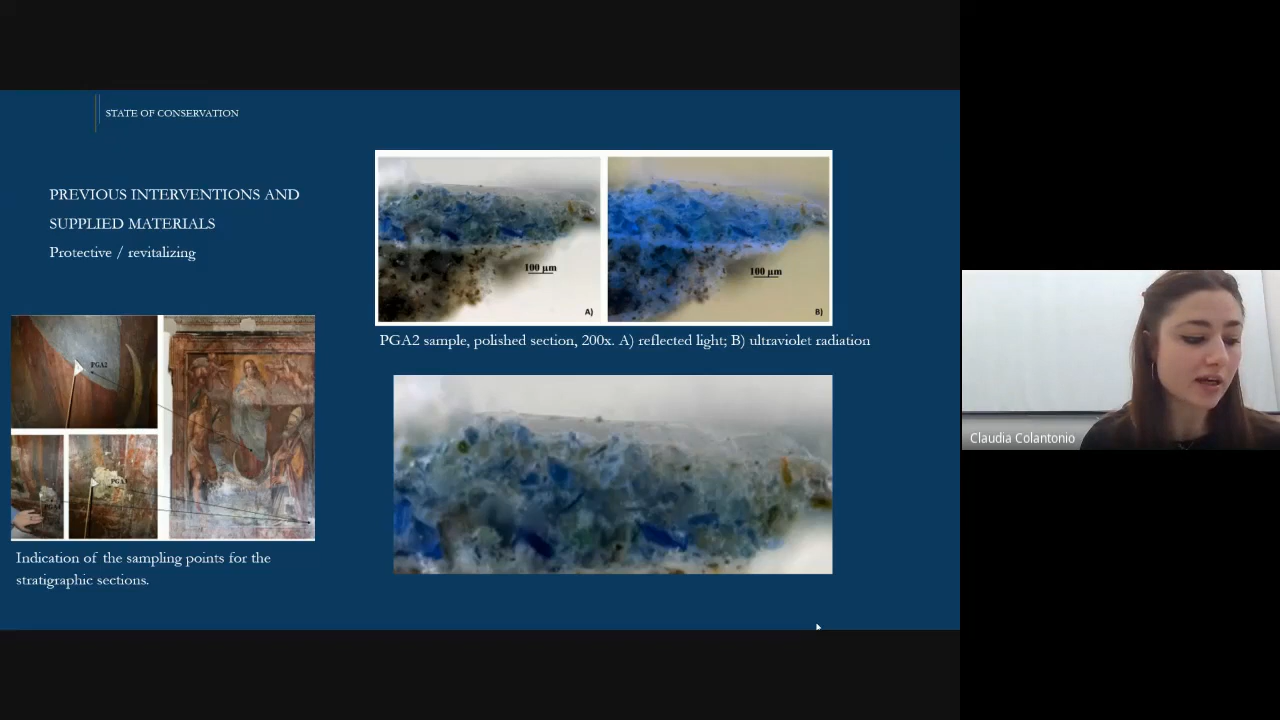 STATE OF CONSERVATION
PREVIOUS INTERVENTIONS AND
SUPPLIED MATERIALS
Protective / revitalizing
100 µm
A)
100 µm
B)
PGA2 sample, polished section, 200x. A) reflected light; B) ultraviolet radiation
PGA2
Indication of the sampling points for the
stratigraphic sections.
Claudia Colantonio